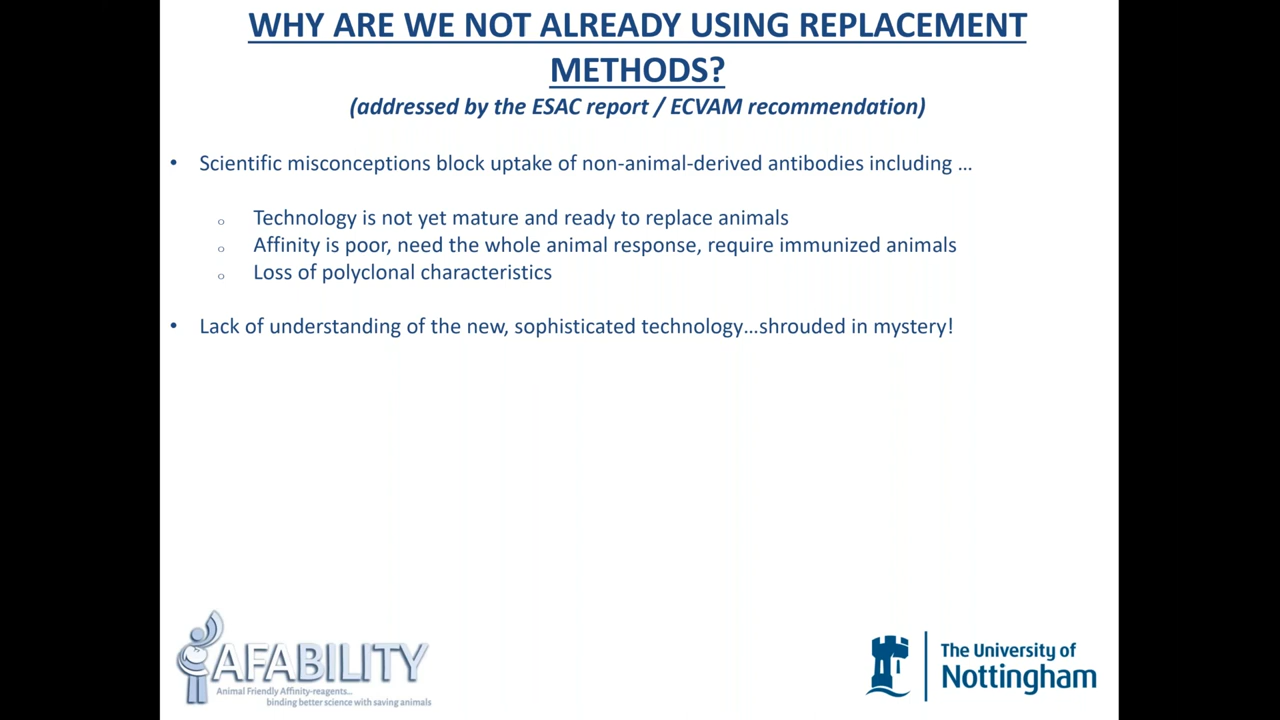 WHY ARE WE NOT ALREADY USING REPLACEMENT
METHODS?
(addressed by the ESAC report / ECVAM recommendation)
• Scientific misconceptions block uptake of non-animal-derived antibodies including …
o Technology is not yet mature and ready to replace animals
o Affinity is poor, need the whole animal response, require immunized animals
o Loss of polyclonal characteristics
• Lack of understanding of the new, sophisticated technology…shrouded in mystery!
AFABILITY
Animal Friendly Affinity-reagents…
binding better science with saving animals
The University of
Nottingham